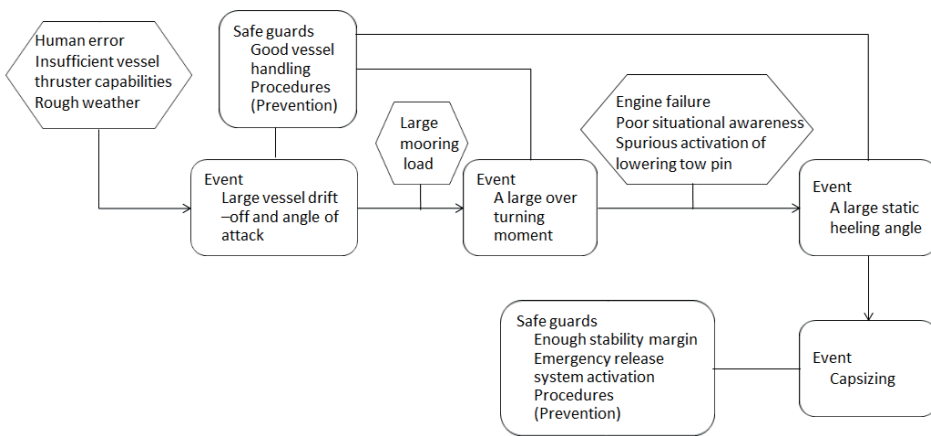 Human error
Insufficient vessel
thruster capabilities
Rough weather
Safe guards
Good vessel
handling
Procedures
(Prevention)
Large
mooring
load
Engine failure
Poor situational awareness
Spurious activation of
lowering tow pin
Event
Large vessel drift
–off and angle of
attack
Event
A large over
turning
moment
Event
A large static
heeling angle
Safe guards
Enough stability margin
Emergency release
system activation
Procedures
(Prevention)
Event
Capsizing